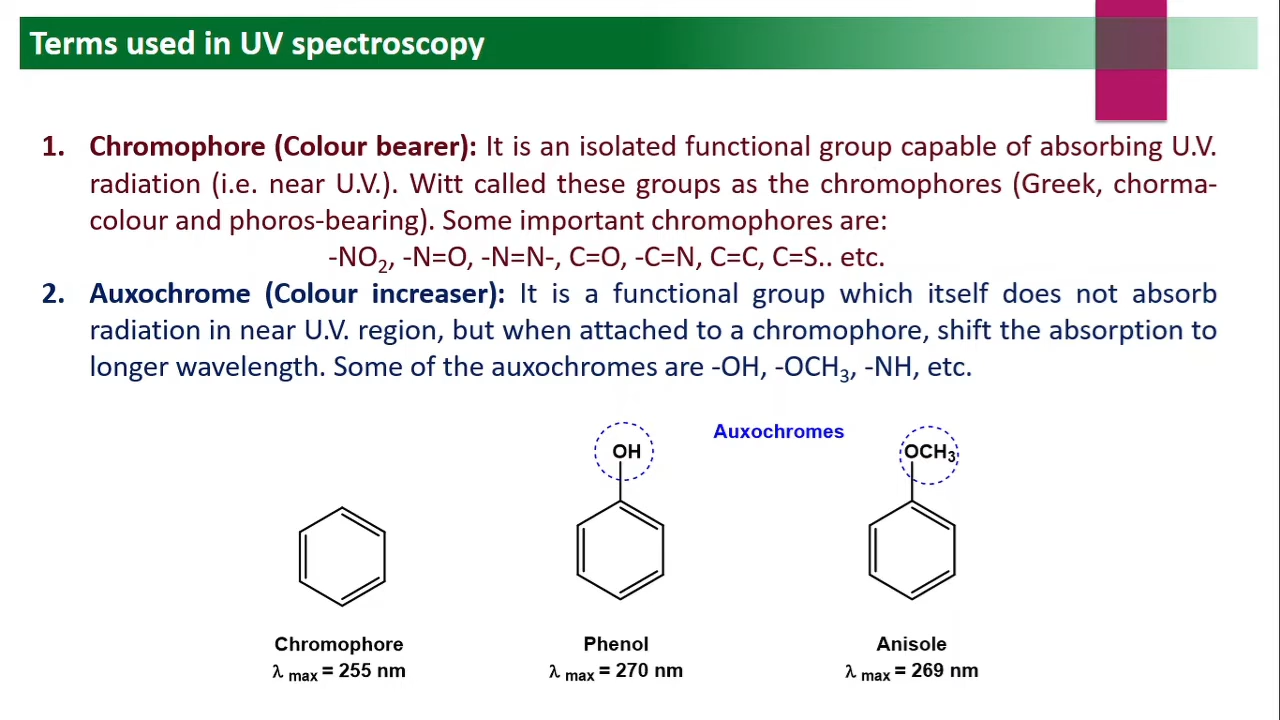 Terms used in UV spectroscopy
1. Chromophore (Colour bearer): It is an isolated functional group capable of absorbing U.V.
radiation (i.e. near U.V.). Witt called these groups as the chromophores (Greek, chorma-
colour and phoros-bearing). Some important chromophores are:
-NO₂, -N=O, -N=N-, C=O, -C=N, C=C, C=S.. etc.
2. Auxochrome (Colour increaser): It is a functional group which itself does not absorb
radiation in near U.V. region, but when attached to a chromophore, shift the absorption to
longer wavelength. Some of the auxochromes are -OH, -OCH₃, -NH, etc.
Auxochromes
OH
OCH₃
Chromophore
λ max = 255 nm
Phenol
λ max = 270 nm
Anisole
λ max = 269 nm